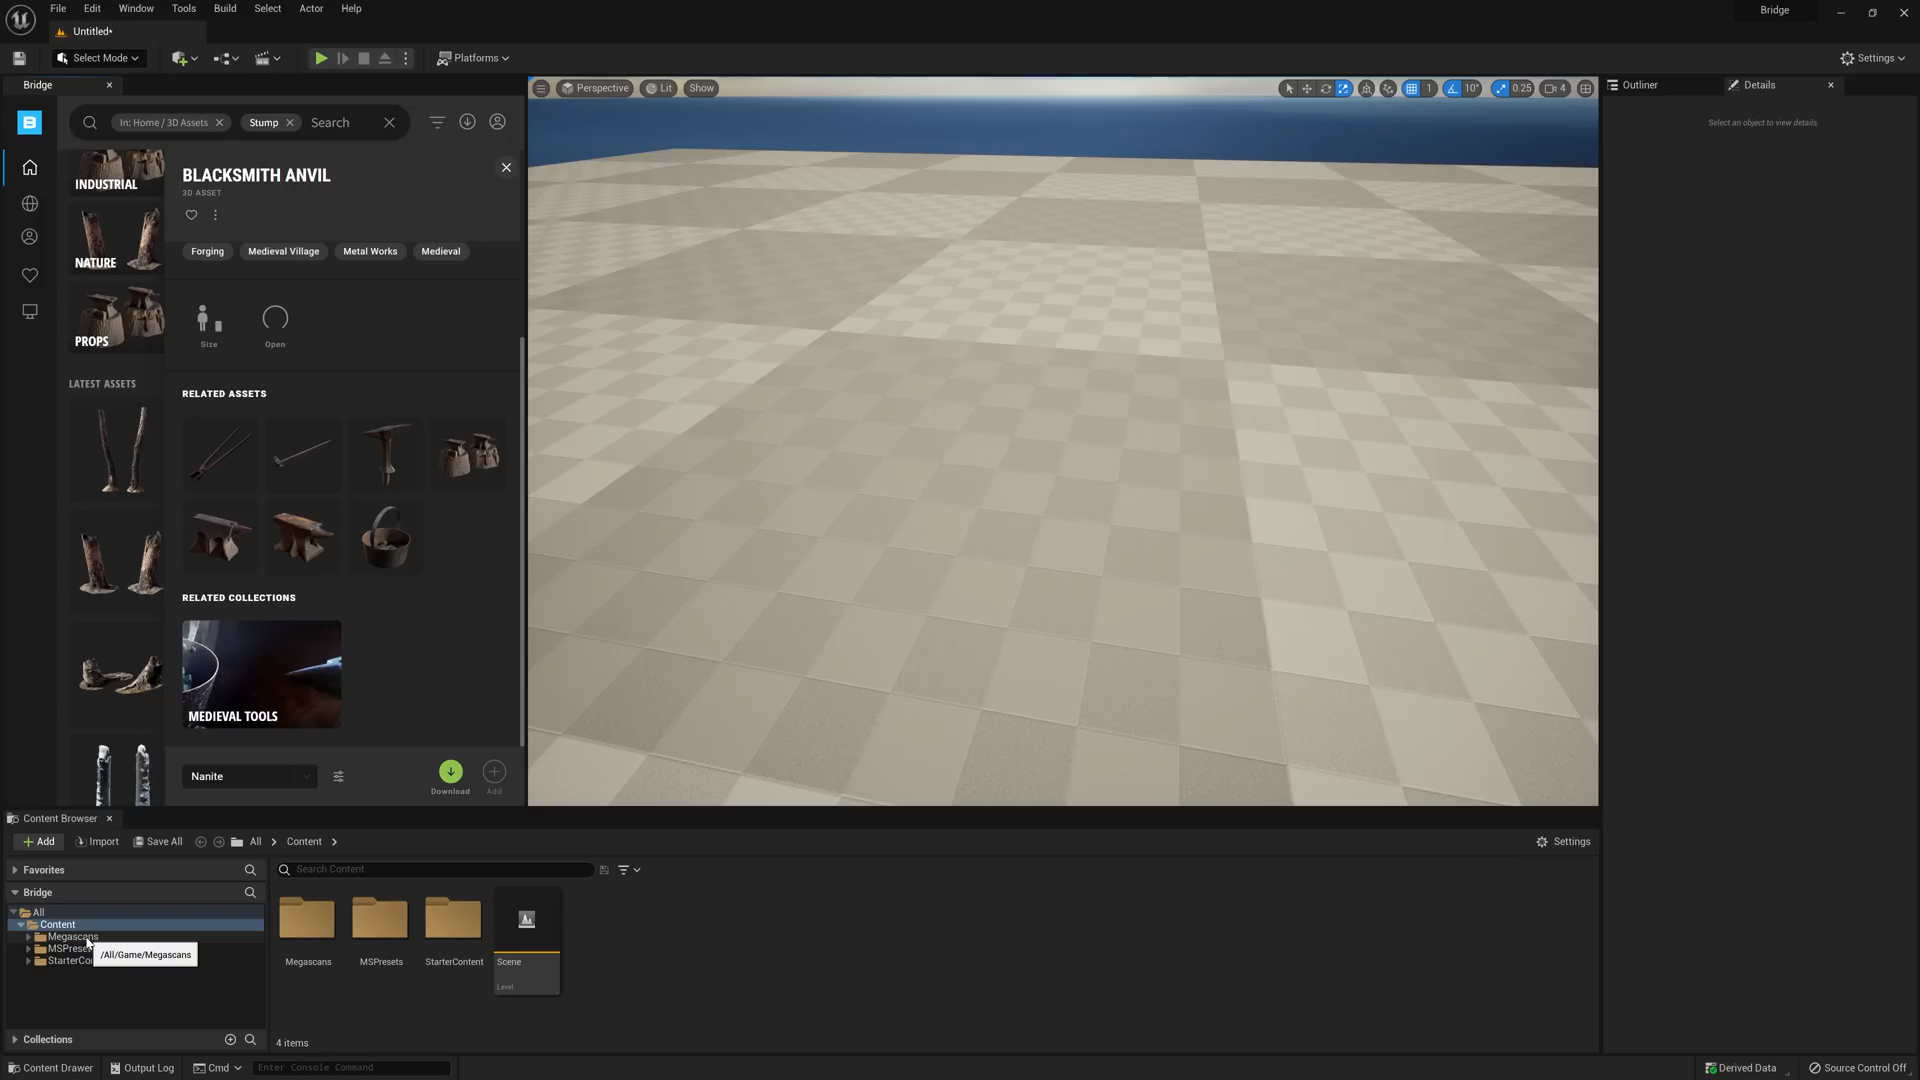 File Edit Window Tools Build Select Actor Help
Bridge
Untitled*
Select Mode
Platforms
Settings
Bridge
In: Home / 3D Assets
Stump
Search
INDUSTRIAL
NATURE
PROPS
LATEST ASSETS
BLACKSMITH ANVIL
3D ASSET
Forging
Medieval Village
Metal Works
Medieval
Size
Open
RELATED ASSETS
RELATED COLLECTIONS
MEDIEVAL TOOLS
Nanite
Download
Add
Perspective
Lit
Show
1
10°
0.25
4
Outliner
Details
Select an object to view details.
Content Browser
Add
Import
Save All
All
Content
Settings
Favorites
Bridge
All
Content
Megascans
MSPreset
StarterCo
/All/Game/Megascans
Collections
Search Content
Megascans
MSPresets
StarterContent
Scene
Level
4 items
Content Drawer
Output Log
Cmd
Enter Console Command
Derived Data
Source Control Off